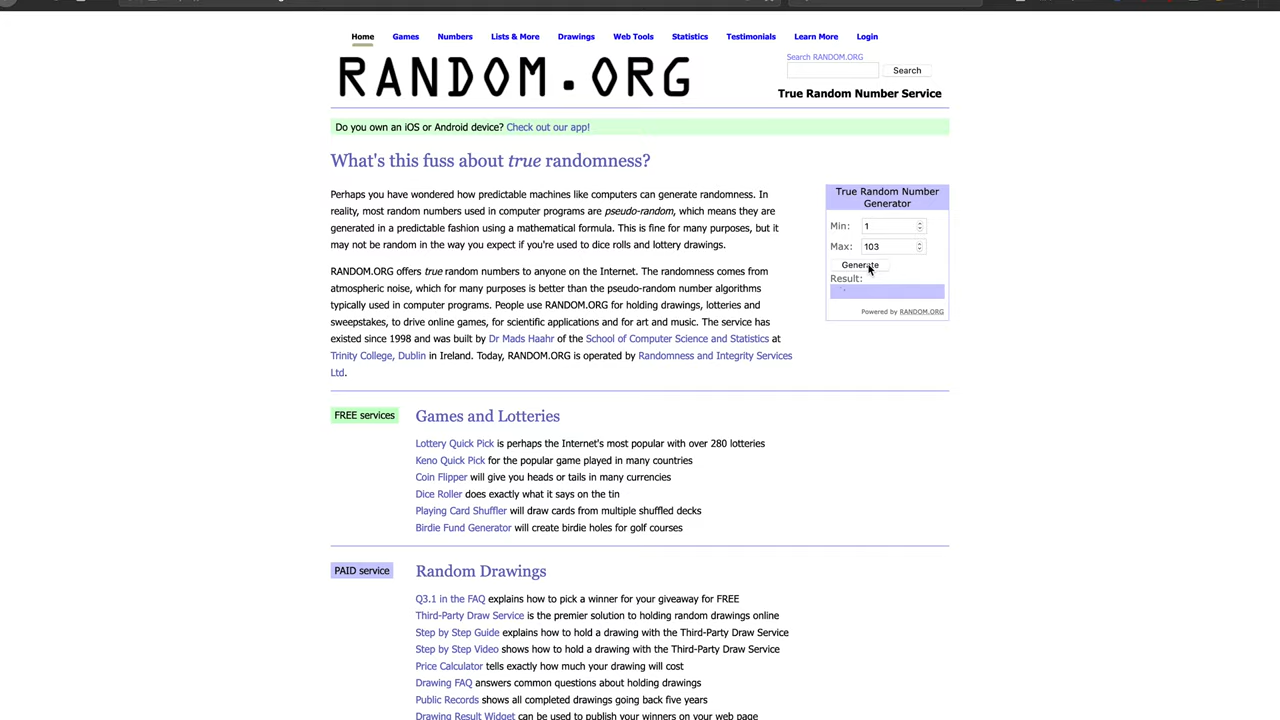 Home Games Numbers Lists & More Drawings Web Tools Statistics Testimonials Learn More Login
RANDOM.ORG
Search RANDOM.ORG
Search
True Random Number Service
Do you own an iOS or Android device? Check out our app!
What's this fuss about true randomness?
Perhaps you have wondered how predictable machines like computers can generate randomness. In
reality, most random numbers used in computer programs are pseudo-random, which means they are
generated in a predictable fashion using a mathematical formula. This is fine for many purposes, but it
may not be random in the way you expect if you're used to dice rolls and lottery drawings.
RANDOM.ORG offers true random numbers to anyone on the Internet. The randomness comes from
atmospheric noise, which for many purposes is better than the pseudo-random number algorithms
typically used in computer programs. People use RANDOM.ORG for holding drawings, lotteries and
sweepstakes, to drive online games, for scientific applications and for art and music. The service has
existed since 1998 and was built by Dr Mads Haahr of the School of Computer Science and Statistics at
Trinity College, Dublin in Ireland. Today, RANDOM.ORG is operated by Randomness and Integrity Services
Ltd.
True Random Number
Generator
Min: 1
Max: 103
Generate
Result:
Powered by RANDOM.ORG
FREE services
Games and Lotteries
Lottery Quick Pick is perhaps the Internet's most popular with over 280 lotteries
Keno Quick Pick for the popular game played in many countries
Coin Flipper will give you heads or tails in many currencies
Dice Roller does exactly what it says on the tin
Playing Card Shuffler will draw cards from multiple shuffled decks
Birdie Fund Generator will create birdie holes for golf courses
PAID service
Random Drawings
Q3.1 in the FAQ explains how to pick a winner for your giveaway for FREE
Third-Party Draw Service is the premier solution to holding random drawings online
Step by Step Guide explains how to hold a drawing with the Third-Party Draw Service
Step by Step Video shows how to hold a drawing with the Third-Party Draw Service
Price Calculator tells exactly how much your drawing will cost
Drawing FAQ answers common questions about holding drawings
Public Records shows all completed drawings going back five years
Drawing Result Widget can be used to publish your winners on your web page